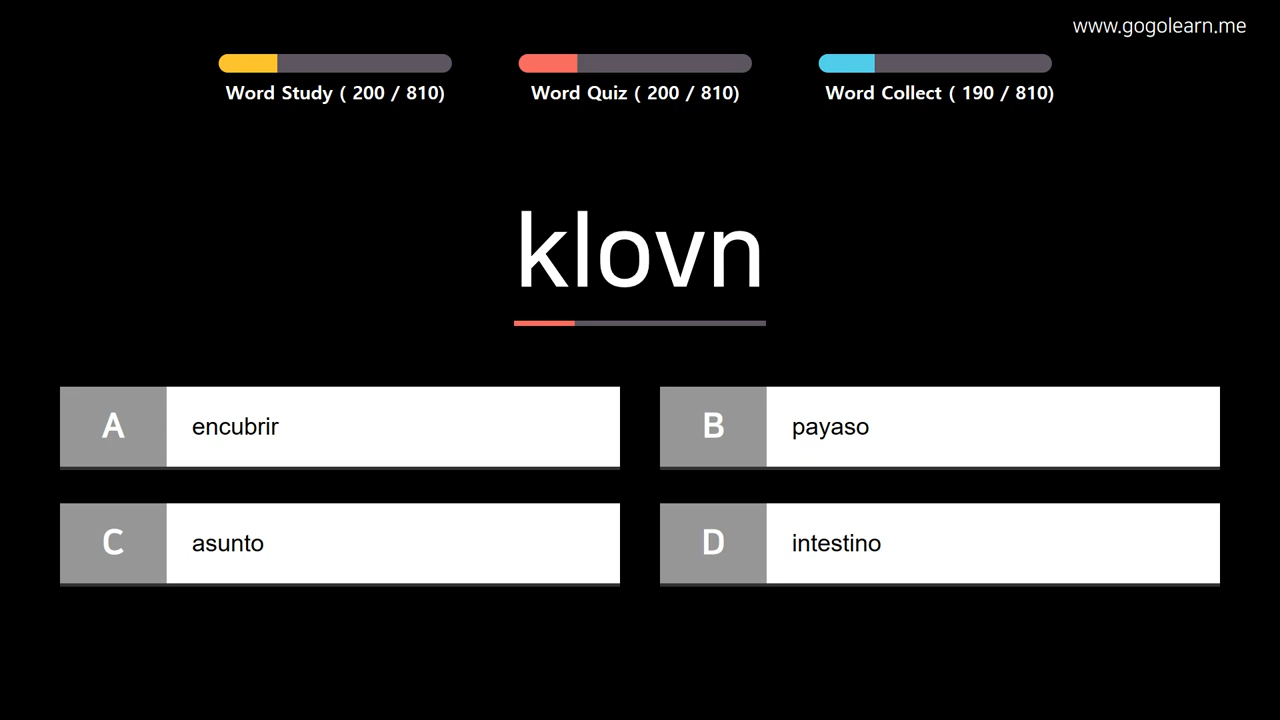 www.gogolearn.me
Word Study ( 200 / 810)
Word Quiz ( 200 / 810)
Word Collect ( 190 / 810)
klovn
A encubrir
B payaso
C asunto
D intestino